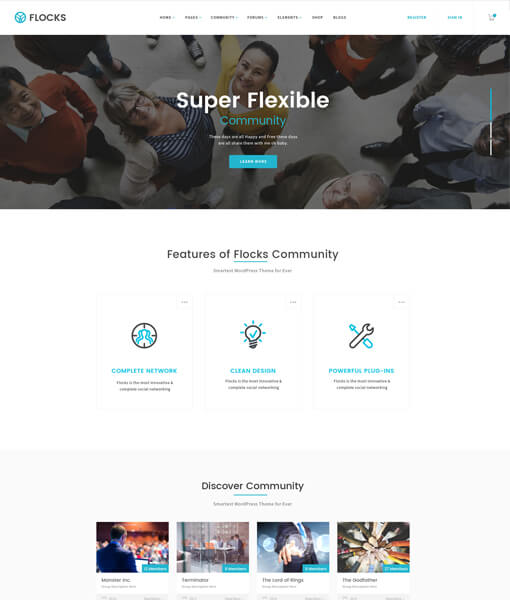 FLOCKS
HOME PAGES COMMUNITY FORUMS ELEMENTS SHOP BLOGS REGISTER SIGN IN
Super Flexible
Community
These days are all Happy and Free these days
are all share them with me oh baby.
LEARN MORE
Features of Flocks Community
Smartest WordPress Theme for Ever
COMPLETE NETWORK
Flocks is the most innovative &
complete social networking
CLEAN DESIGN
Flocks is the most innovative &
complete social networking
POWERFUL PLUG-INS
Flocks is the most innovative &
complete social networking
Discover Community
Smartest WordPress Theme for Ever
Members
Members
Members
Members
Monster Inc.
Terminator
The Lord of Rings
The Godfather
Group Description Here
Group Description Here
Group Description Here
Group Description Here